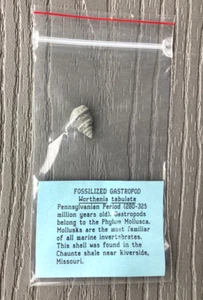 FOSSILIZED GASTROPOD
Worthenia tabulata
Pennsylvanian Period (280-325
million years old). Gastropods
belong to the Phylum Mollusca.
Mollusks are the most familiar
of all marine invertebrates.
This shell was found in the
Chaunte shale near riverside,
Missouri.